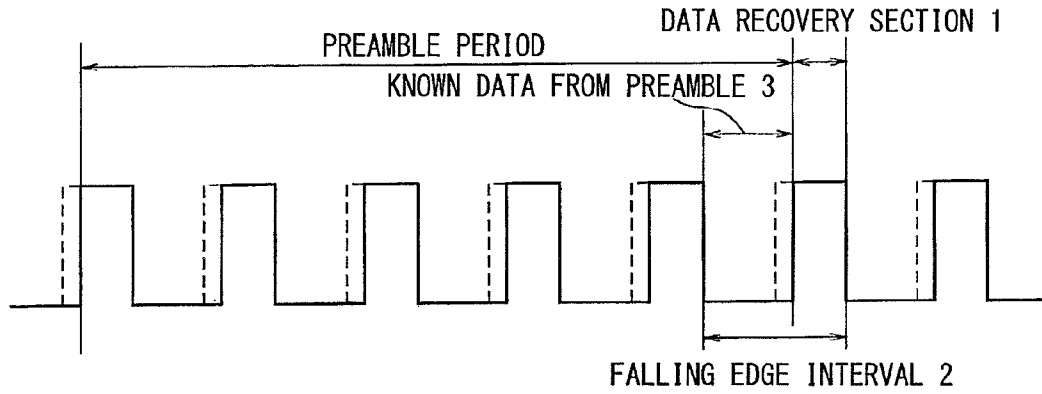 DATA RECOVERY SECTION 1
PREAMBLE PERIOD
KNOWN DATA FROM PREAMBLE 3
FALLING EDGE INTERVAL 2